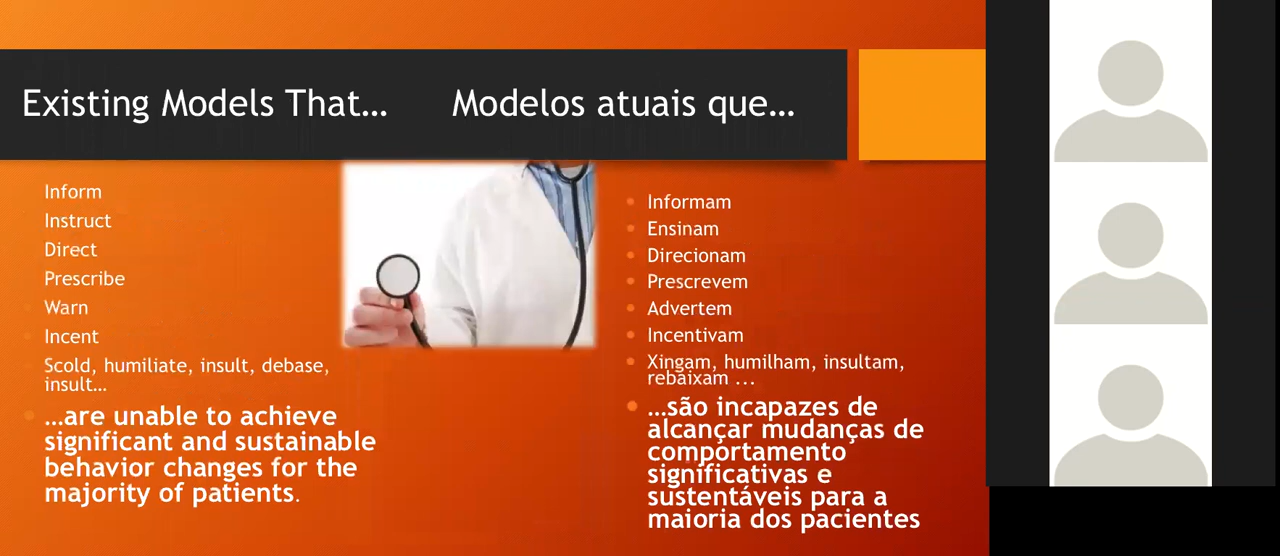 Existing Models That...
Modelos atuais que...
Inform
Instruct
Direct
Prescribe
Warn
Incent
Scold, humiliate, insult, debase,
insult...
...are unable to achieve
significant and sustainable
behavior changes for the
majority of patients.
Informam
Ensinam
Direcionam
Prescrevem
Advertem
Incentivam
Xingam, humilham, insultam,
rebaixam ...
...são incapazes de
alcançar mudanças de
comportamento
significativas e
sustentáveis para a
maioria dos pacientes